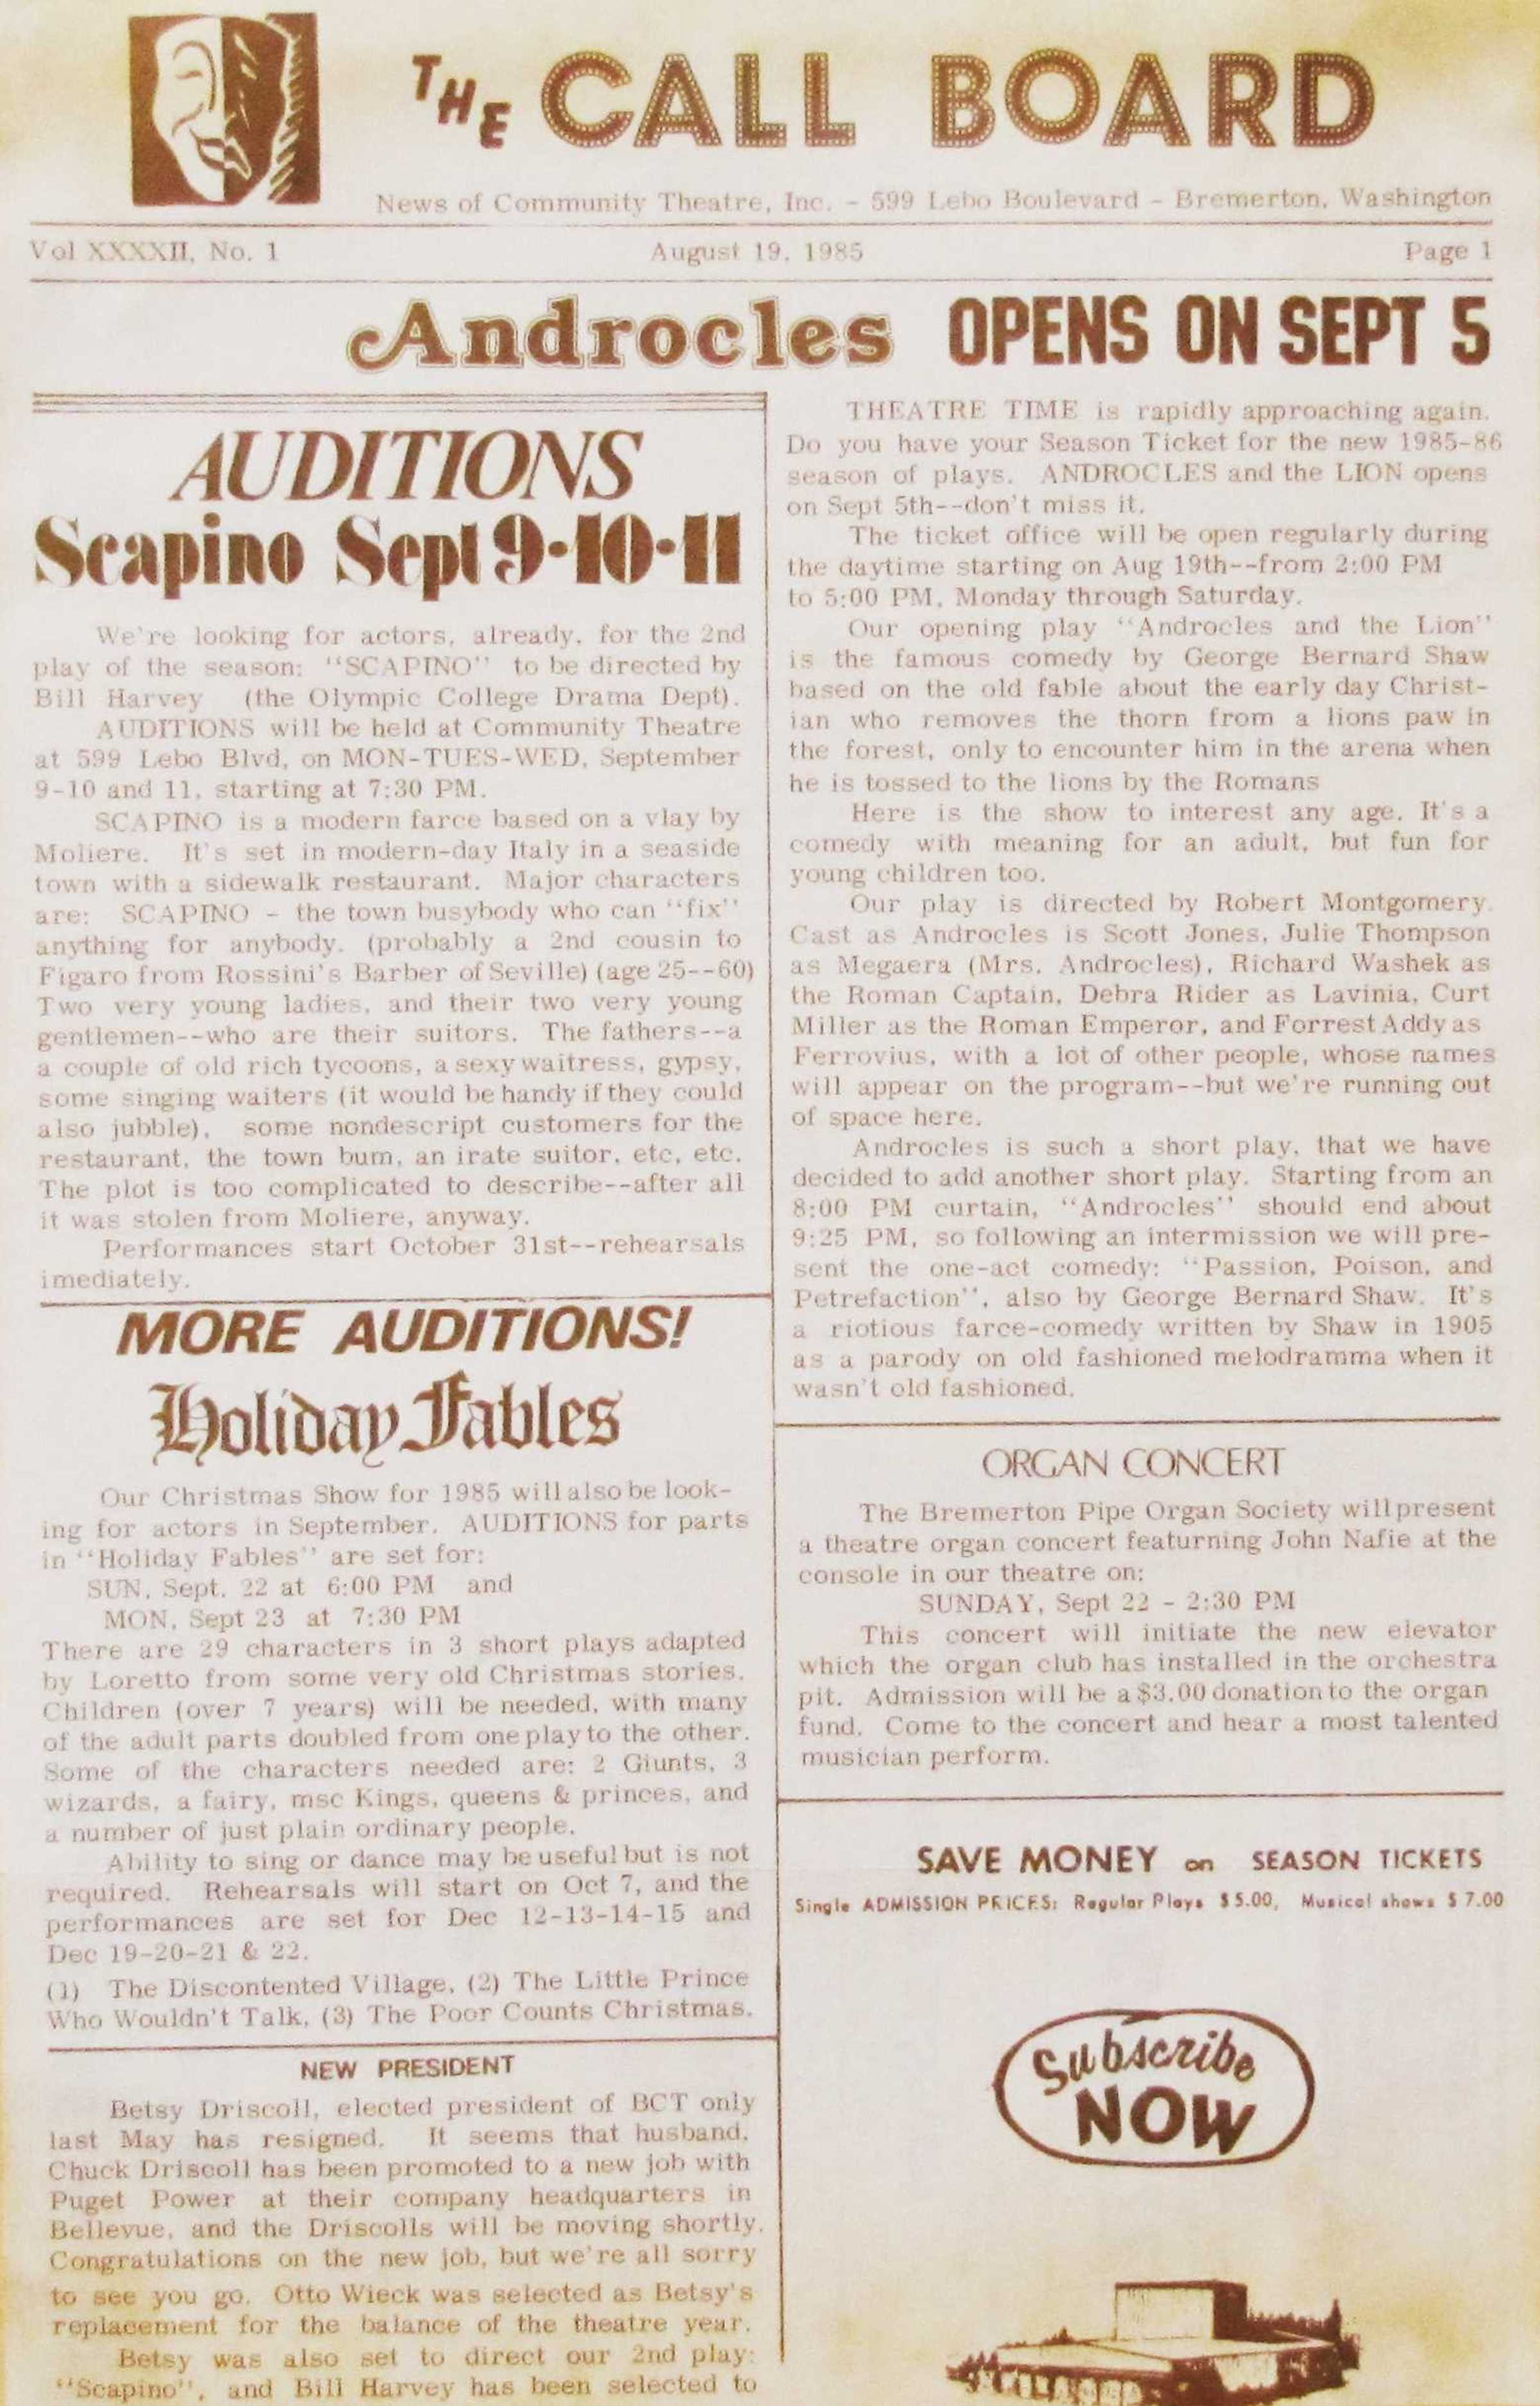 THE CALL BOARD
News of Community Theatre, Inc. - 599 Lebo Boulevard - Bremerton, Washington
Vol XXXXII, No. 1 August 19, 1985 Page 1
Androcles OPENS ON SEPT 5
AUDITIONS
Scapino Sept 9-10-11
We're looking for actors, already, for the 2nd
play of the season: "SCAPINO" to be directed by
Bill Harvey (the Olympic College Drama Dept).
AUDITIONS will be held at Community Theatre
at 599 Lebo Blvd, on MON-TUES-WED, September
9-10 and 11, starting at 7:30 PM.
SCAPINO is a modern farce based on a vlay by
Moliere. It's set in modern-day Italy in a seaside
town with a sidewalk restaurant. Major characters
are: SCAPINO - the town busybody who can "fix"
anything for anybody. (probably a 2nd cousin to
Figaro from Rossini's Barber of Seville) (age 25--60)
Two very young ladies, and their two very young
gentlemen--who are their suitors. The fathers--a
a couple of old rich tycoons, a sexy waitress, gypsy,
some singing waiters (it would be handy if they could
also jubble), some nondescript customers for the
restaurant, the town bum, an irate suitor, etc, etc.
The plot is too complicated to describe--after all
it was stolen from Moliere, anyway.
Performances start October 31st--rehearsals
imediately.
MORE AUDITIONS!
Holiday Fables
Our Christmas Show for 1985 will also be look-
ing for actors in September. AUDITIONS for parts
in "Holiday Fables" are set for:
SUN, Sept. 22 at 6:00 PM and
MON, Sept 23 at 7:30 PM
There are 29 characters in 3 short plays adapted
by Loretto from some very old Christmas stories.
Children (over 7 years) will be needed, with many
of the adult parts doubled from one play to the other.
Some of the characters needed are: 2 Giunts, 3
wizards, a fairy, msc Kings, queens & princes, and
a number of just plain ordinary people.
Ability to sing or dance may be useful but is not
required. Rehearsals will start on Oct 7, and the
performances are set for Dec 12-13-14-15 and
Dec 19-20-21 & 22.
(1) The Discontented Village, (2) The Little Prince
Who Wouldn't Talk, (3) The Poor Counts Christmas.
NEW PRESIDENT
Betsy Driscoll, elected president of BCT only
last May has resigned. It seems that husband,
Chuck Driscoll has been promoted to a new job with
Puget Power at their company headquarters in
Bellevue, and the Driscolls will be moving shortly.
Congratulations on the new job, but we're all sorry
to see you go. Otto Wieck was selected as Betsy's
replacement for the balance of the theatre year.
Betsy was also set to direct our 2nd play:
"Scapino", and Bill Harvey has been selected to
THEATRE TIME is rapidly approaching again.
Do you have your Season Ticket for the new 1985-86
season of plays. ANDROCLES and the LION opens
on Sept 5th--don't miss it.
The ticket office will be open regularly during
the daytime starting on Aug 19th--from 2:00 PM
to 5:00 PM, Monday through Saturday.
Our opening play "Androcles and the Lion"
is the famous comedy by George Bernard Shaw
based on the old fable about the early day Christ-
ian who removes the thorn from a lions paw in
the forest, only to encounter him in the arena when
he is tossed to the lions by the Romans
Here is the show to interest any age. It's a
comedy with meaning for an adult, but fun for
young children too.
Our play is directed by Robert Montgomery.
Cast as Androcles is Scott Jones, Julie Thompson
as Megaera (Mrs. Androcles), Richard Washek as
the Roman Captain, Debra Rider as Lavinia, Curt
Miller as the Roman Emperor, and Forrest Addy as
Ferrovius, with a lot of other people, whose names
will appear on the program--but we're running out
of space here.
Androcles is such a short play, that we have
decided to add another short play. Starting from an
8:00 PM curtain, "Androcles" should end about
9:25 PM, so following an intermission we will pre-
sent the one-act comedy: "Passion, Poison, and
Petrefaction", also by George Bernard Shaw. It's
a riotious farce-comedy written by Shaw in 1905
as a parody on old fashioned melodramma when it
wasn't old fashioned.
ORGAN CONCERT
The Bremerton Pipe Organ Society will present
a theatre organ concert featurning John Nafie at the
console in our theatre on:
SUNDAY, Sept 22 - 2:30 PM
This concert will initiate the new elevator
which the organ club has installed in the orchestra
pit. Admission will be a $3.00 donation to the organ
fund. Come to the concert and hear a most talented
musician perform.
SAVE MONEY on SEASON TICKETS
Single ADMISSION PRICES: Regular Plays $5.00, Musical shows $7.00
Subscribe
NOW